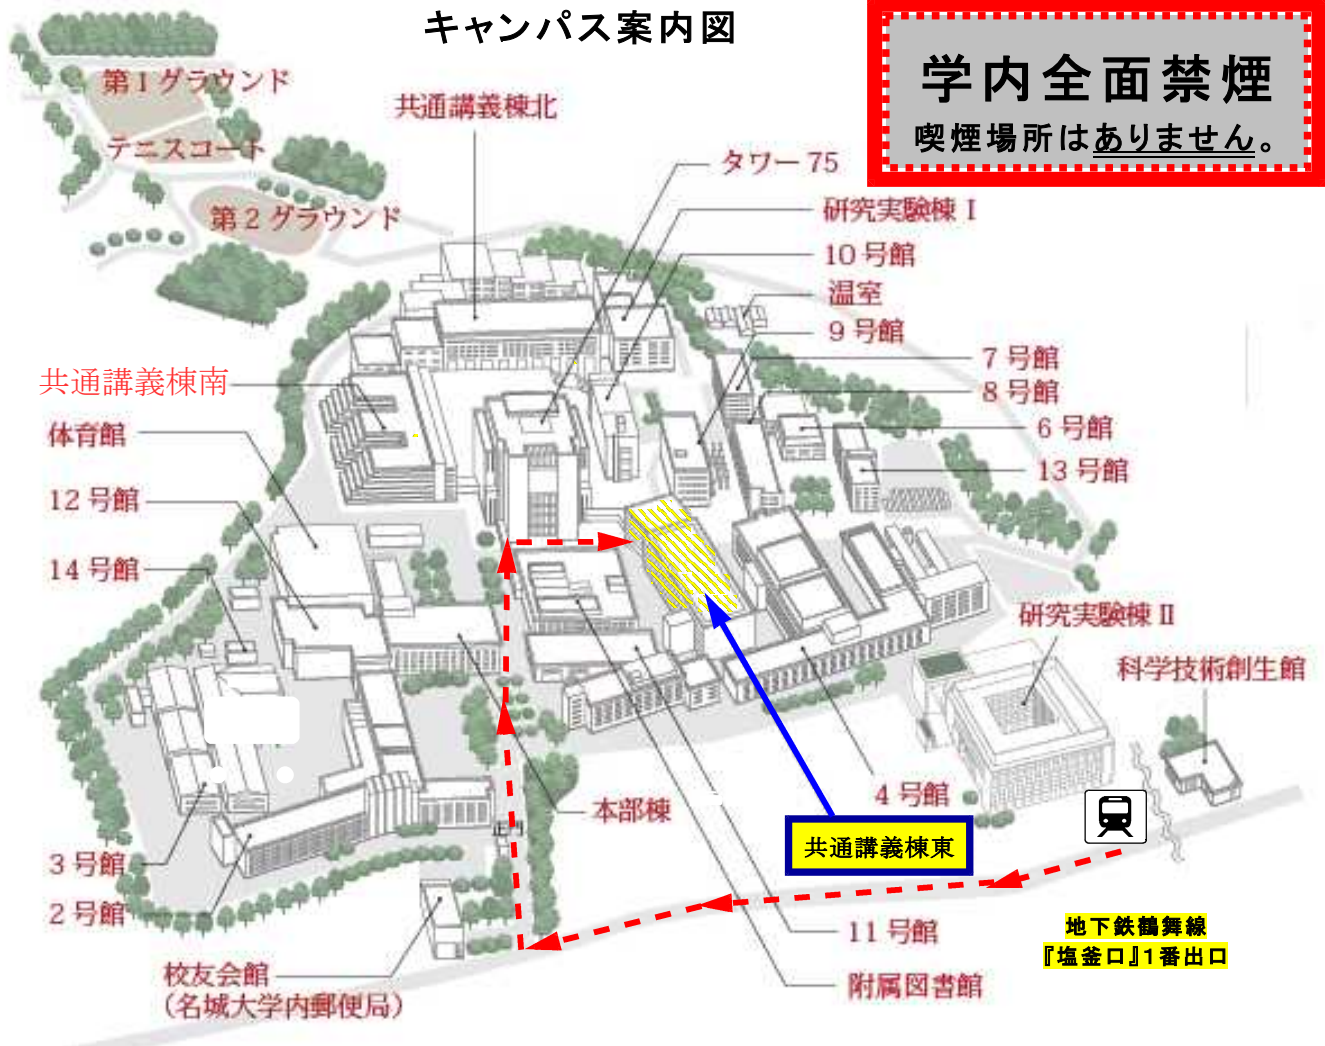 キャンパス案内図
学内全面禁煙
喫煙場所はありません。
第1グラウンド
テニスコート
第2グラウンド
共通講義棟北
タワー75
研究実験棟Ⅰ
10号館
温室
9号館
7号館
8号館
6号館
13号館
共通講義棟南
体育館
12号館
14号館
研究実験棟Ⅱ
科学技術創生館
4号館
本部棟
共通講義棟東
正門
3号館
2号館
11号館
附属図書館
校友会館
（名城大学内郵便局）
地下鉄鶴舞線
『塩釜口』1番出口